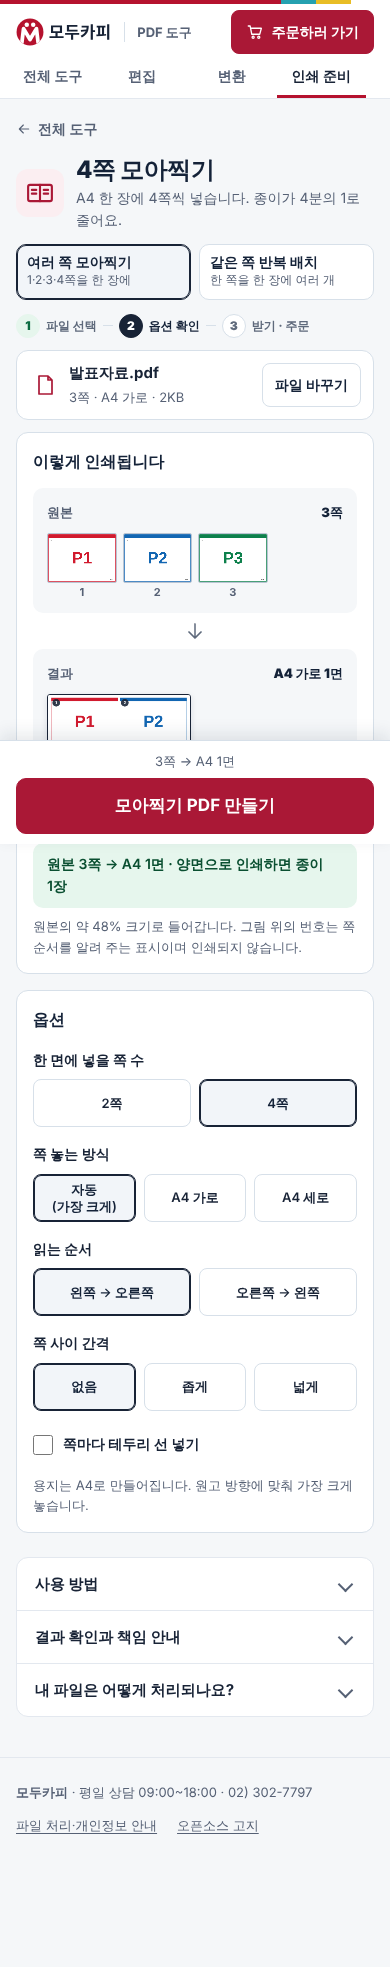 모두카피
PDF 도구
주문하러 가기
전체 도구
편집
변환
인쇄 준비
← 전체 도구
4쪽 모아찍기
A4 한 장에 4쪽씩 넣습니다. 종이가 4분의 1로
줄어요.
여러 쪽 모아찍기
1·2·3·4쪽을 한 장에
같은 쪽 반복 배치
한 쪽을 한 장에 여러 개
1 파일 선택
2 옵션 확인
3 받기 · 주문
발표자료.pdf
3쪽 · A4 가로 · 2KB
파일 바꾸기
이렇게 인쇄됩니다
원본
3쪽
P1
P2
P3
1
2
3
↓
결과
A4 가로 1면
1
P1
2
P2
3쪽 → A4 1면
모아찍기 PDF 만들기
원본 3쪽 → A4 1면 · 양면으로 인쇄하면 종이
1장
원본의 약 48% 크기로 들어갑니다. 그림 위의 번호는 쪽
순서를 알려 주는 표시이며 인쇄되지 않습니다.
옵션
한 면에 넣을 쪽 수
2쪽
4쪽
쪽 놓는 방식
자동
(가장 크게)
A4 가로
A4 세로
읽는 순서
왼쪽 → 오른쪽
오른쪽 → 왼쪽
쪽 사이 간격
없음
좁게
넓게
쪽마다 테두리 선 넣기
용지는 A4로 만들어집니다. 원고 방향에 맞춰 가장 크게
놓습니다.
사용 방법
결과 확인과 책임 안내
내 파일은 어떻게 처리되나요?
모두카피 · 평일 상담 09:00~18:00 · 02) 302-7797
파일 처리·개인정보 안내
오픈소스 고지